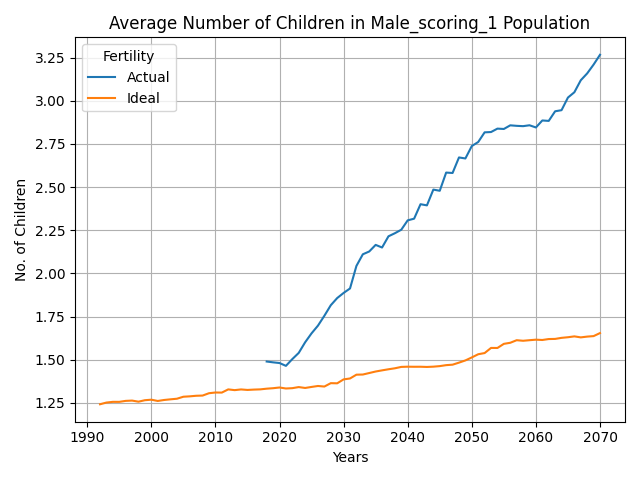 Average Number of Children in Male_scoring_1 Population
Fertility
Actual
Ideal
No. of Children
3.25
3.00
2.75
2.50
2.25
2.00
1.75
1.50
1.25
1990 2000 2010 2020 2030 2040 2050 2060 2070
Years